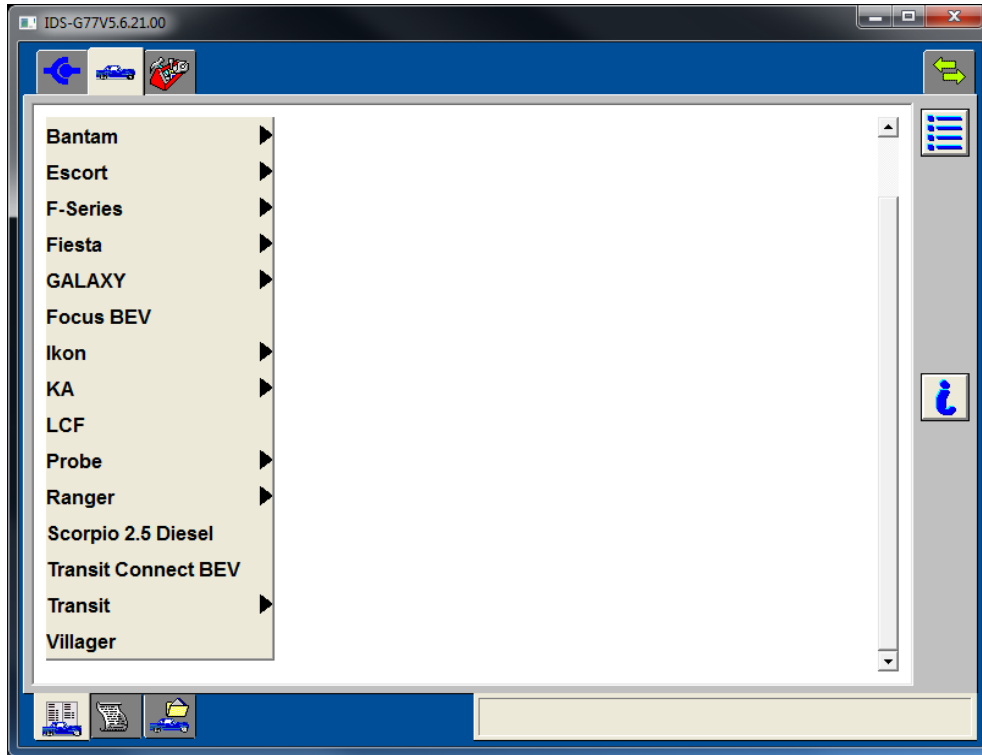 IDS-G77V5.6.21.00
Bantam
Escort
F-Series
Fiesta
GALAXY
Focus BEV
Ikon
KA
LCF
Probe
Ranger
Scorpio 2.5 Diesel
Transit Connect BEV
Transit
Villager